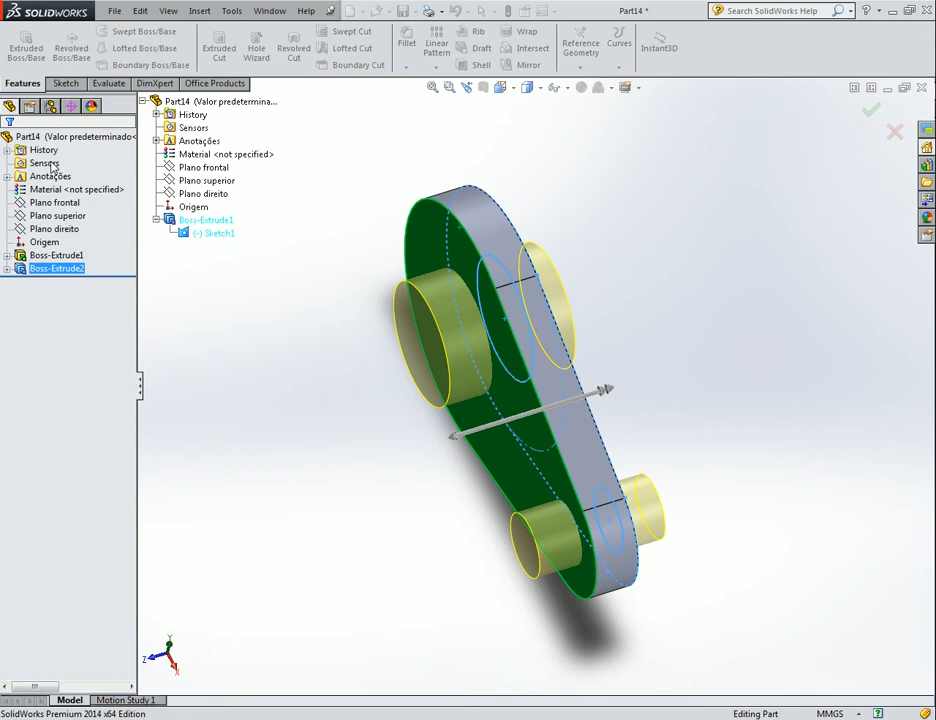 SOLIDWORKS
File Edit View Insert Tools Window Help
Part14 *
Search SolidWorks
Extruded Boss/Base
Revolved Boss/Base
Swept Boss/Base
Lofted Boss/Base
Boundary Boss/Base
Extruded Cut
Hole Wizard
Revolved Cut
Swept Cut
Lofted Cut
Boundary Cut
Fillet
Linear Pattern
Rib
Draft
Shell
Wrap
Intersect
Mirror
Reference Geometry
Curves
Instant3D
Features Sketch Evaluate DimXpert Office Products
Part14 (Valor predeterminado<
History
Sensors
Anotações
Material <not specified>
Plano frontal
Plano superior
Plano direito
Origem
Boss-Extrude1
Boss-Extrude2
Part14 (Valor predetermina...
History
Sensors
Anotações
Material <not specified>
Plano frontal
Plano superior
Plano direito
Origem
Boss-Extrude1
(-) Sketch1
Y
Z
X
Model Motion Study 1
SolidWorks Premium 2014 x64 Edition
Editing Part
MMGS